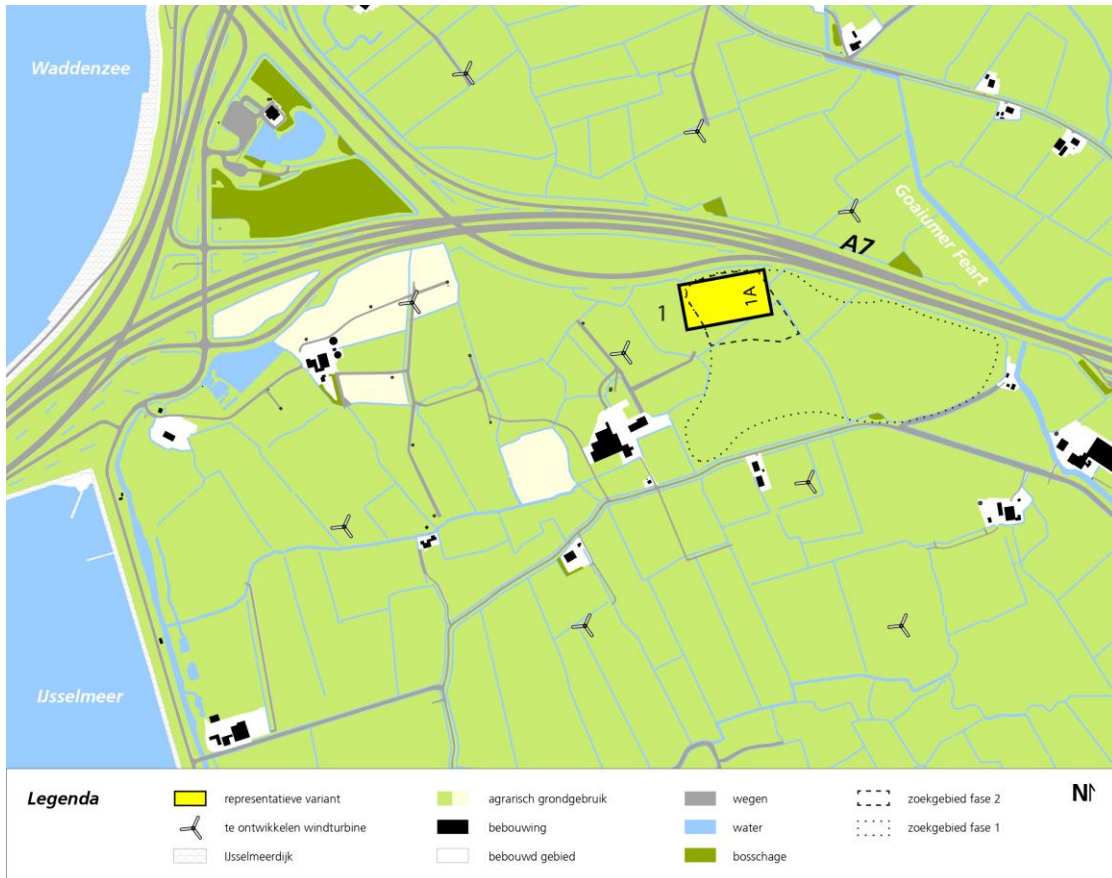 Waddenzee
A7
Goaiumer Feart
1
1A
IJsselmeer
Legenda
representatieve variant
te ontwikkelen windturbine
IJsselmeerdijk
agrarisch grondgebruik
bebouwing
bebouwd gebied
wegen
water
bosschage
zoekgebied fase 2
zoekgebied fase 1
N